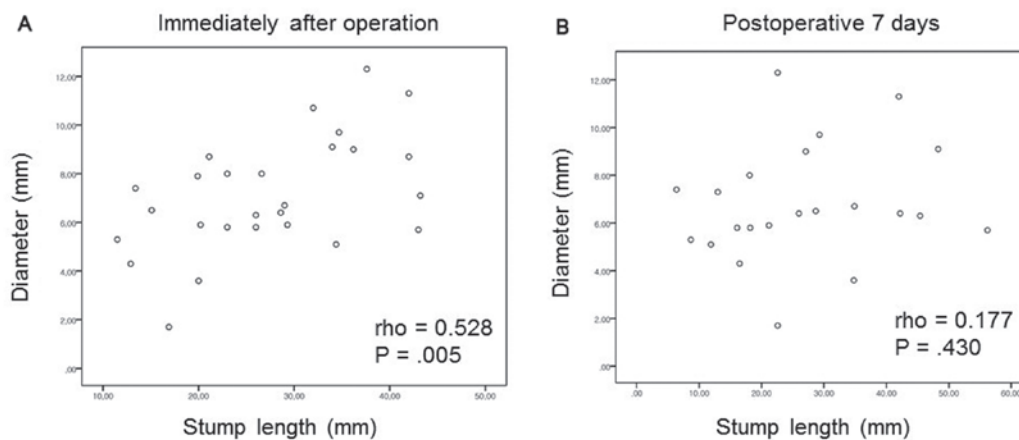 A
Immediately after operation
Diameter (mm)
12,00
10,00
8,00
6,00
4,00
2,00
,00
rho = 0.528
P = .005
10,00 20,00 30,00 40,00 50,00
Stump length (mm)
B
Postoperative 7 days
Diameter (mm)
12,00
10,00
8,00
6,00
4,00
2,00
,00
rho = 0.177
P = .430
,00 10,00 20,00 30,00 40,00 50,00 60,00
Stump length (mm)